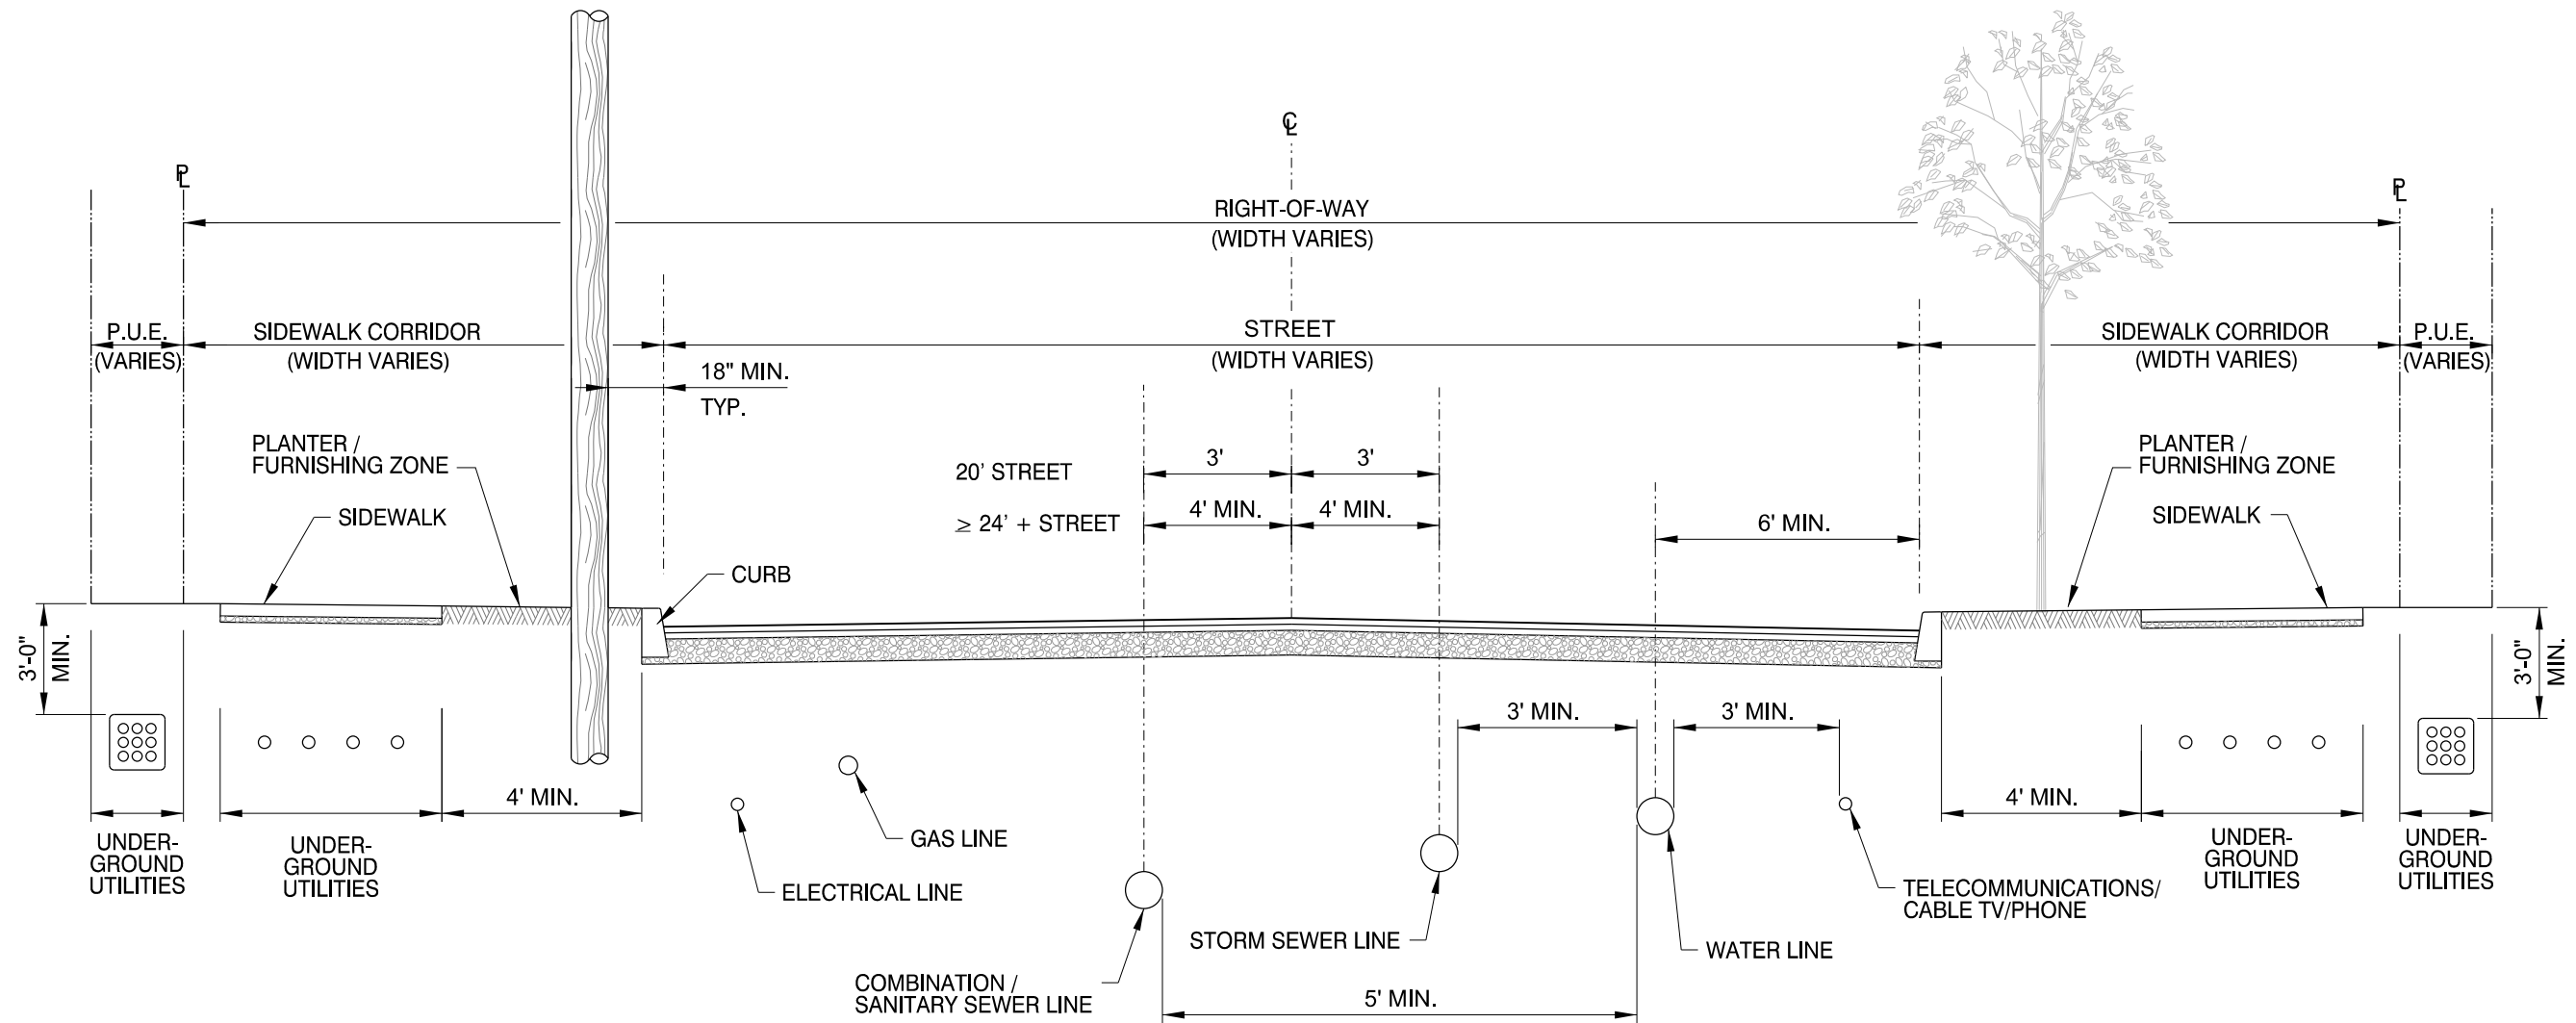 ℄
℄
℄
RIGHT-OF-WAY
(WIDTH VARIES)
P.U.E.
(VARIES)
SIDEWALK CORRIDOR
(WIDTH VARIES)
STREET
(WIDTH VARIES)
SIDEWALK CORRIDOR
(WIDTH VARIES)
P.U.E.
(VARIES)
18" MIN.
TYP.
PLANTER /
FURNISHING ZONE
SIDEWALK
20' STREET
3'
3'
≥ 24' + STREET
4' MIN.
4' MIN.
6' MIN.
PLANTER /
FURNISHING ZONE
SIDEWALK
CURB
3'-0"
MIN.
3'-0"
MIN.
3' MIN.
3' MIN.
4' MIN.
4' MIN.
UNDER-
GROUND
UTILITIES
UNDER-
GROUND
UTILITIES
GAS LINE
ELECTRICAL LINE
COMBINATION /
SANITARY SEWER LINE
STORM SEWER LINE
5' MIN.
WATER LINE
TELECOMMUNICATIONS/
CABLE TV/PHONE
UNDER-
GROUND
UTILITIES
UNDER-
GROUND
UTILITIES